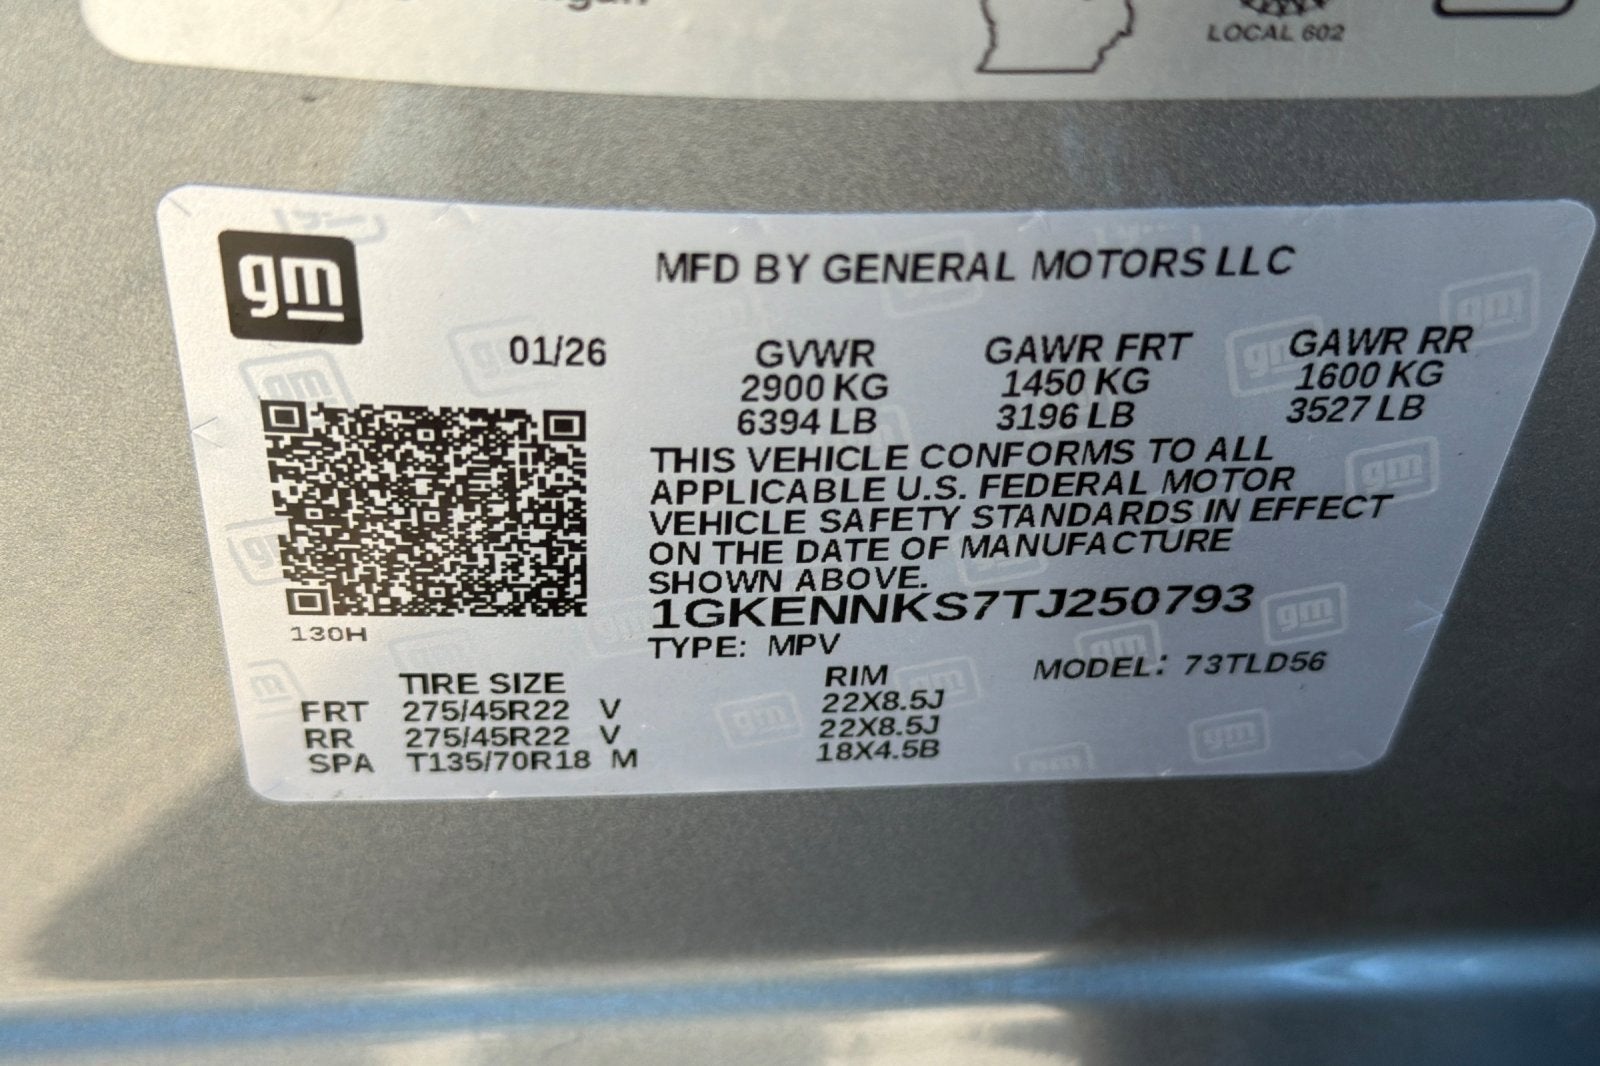 LOCAL 602
gm
MFD BY GENERAL MOTORS LLC
01/26
GVWR GAWR FRT GAWR RR
2900 KG 1450 KG 1600 KG
6394 LB 3196 LB 3527 LB
THIS VEHICLE CONFORMS TO ALL
APPLICABLE U.S. FEDERAL MOTOR
VEHICLE SAFETY STANDARDS IN EFFECT
ON THE DATE OF MANUFACTURE
SHOWN ABOVE.
1GKENNKS7TJ250793
130H
TYPE: MPV MODEL: 73TLD56
TIRE SIZE RIM
FRT 275/45R22 V 22X8.5J
RR 275/45R22 V 22X8.5J
SPA T135/70R18 M 18X4.5B